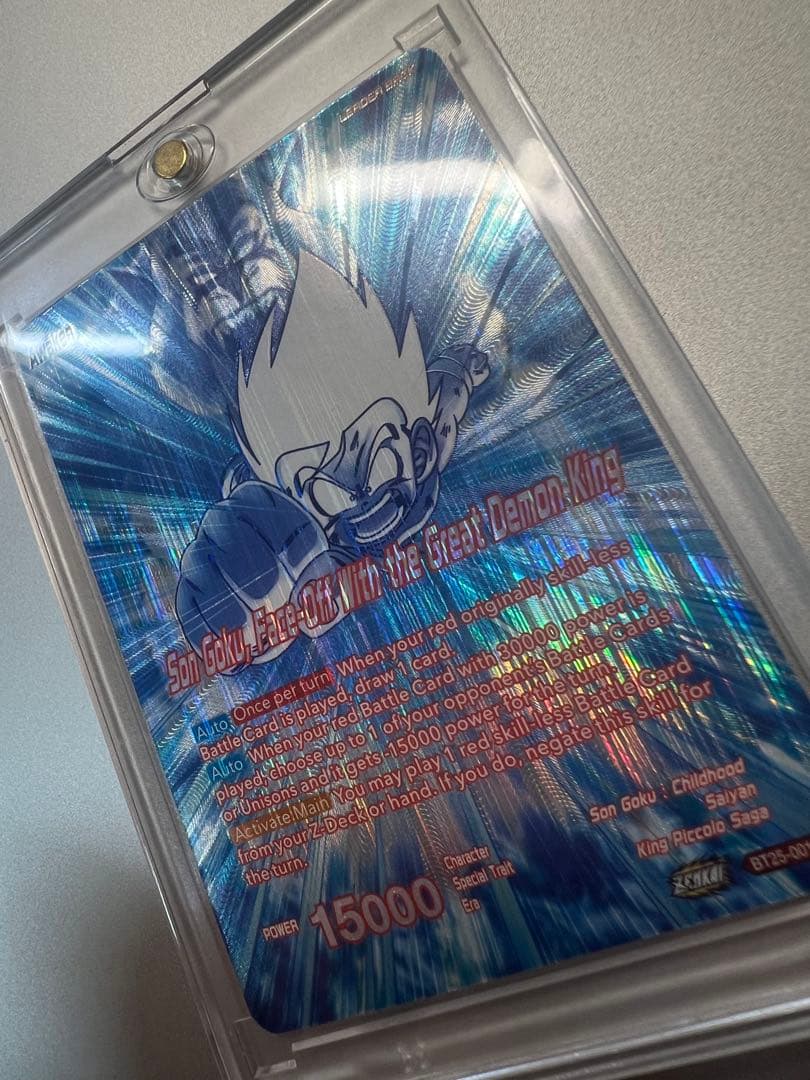 LEADER CARD
Awaken
Son Goku, Face-Off With the Great Demon King
Auto Once per turn When your red originally skill-less
Battle Card is played, draw 1 card.
Auto When your red Battle Card with 30000 power is
played, choose up to 1 of your opponent's Battle Cards
or Unisons and it gets -15000 power for the turn.
Activate Main You may play 1 red skill-less Battle Card
from your Z-Deck or hand. If you do, negate this skill for
the turn.
POWER 15000
Character Son Goku : Childhood
Special Trait Saiyan
Era King Piccolo Saga
ZENKAI
BT25-001